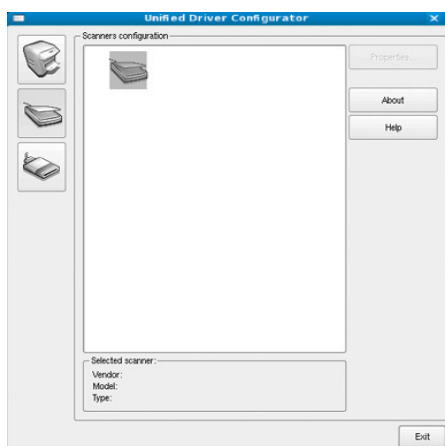 Unified Driver Configurator
Scanners configuration
Properties...
About
Help
Selected scanner:
Vendor:
Model:
Type:
Exit